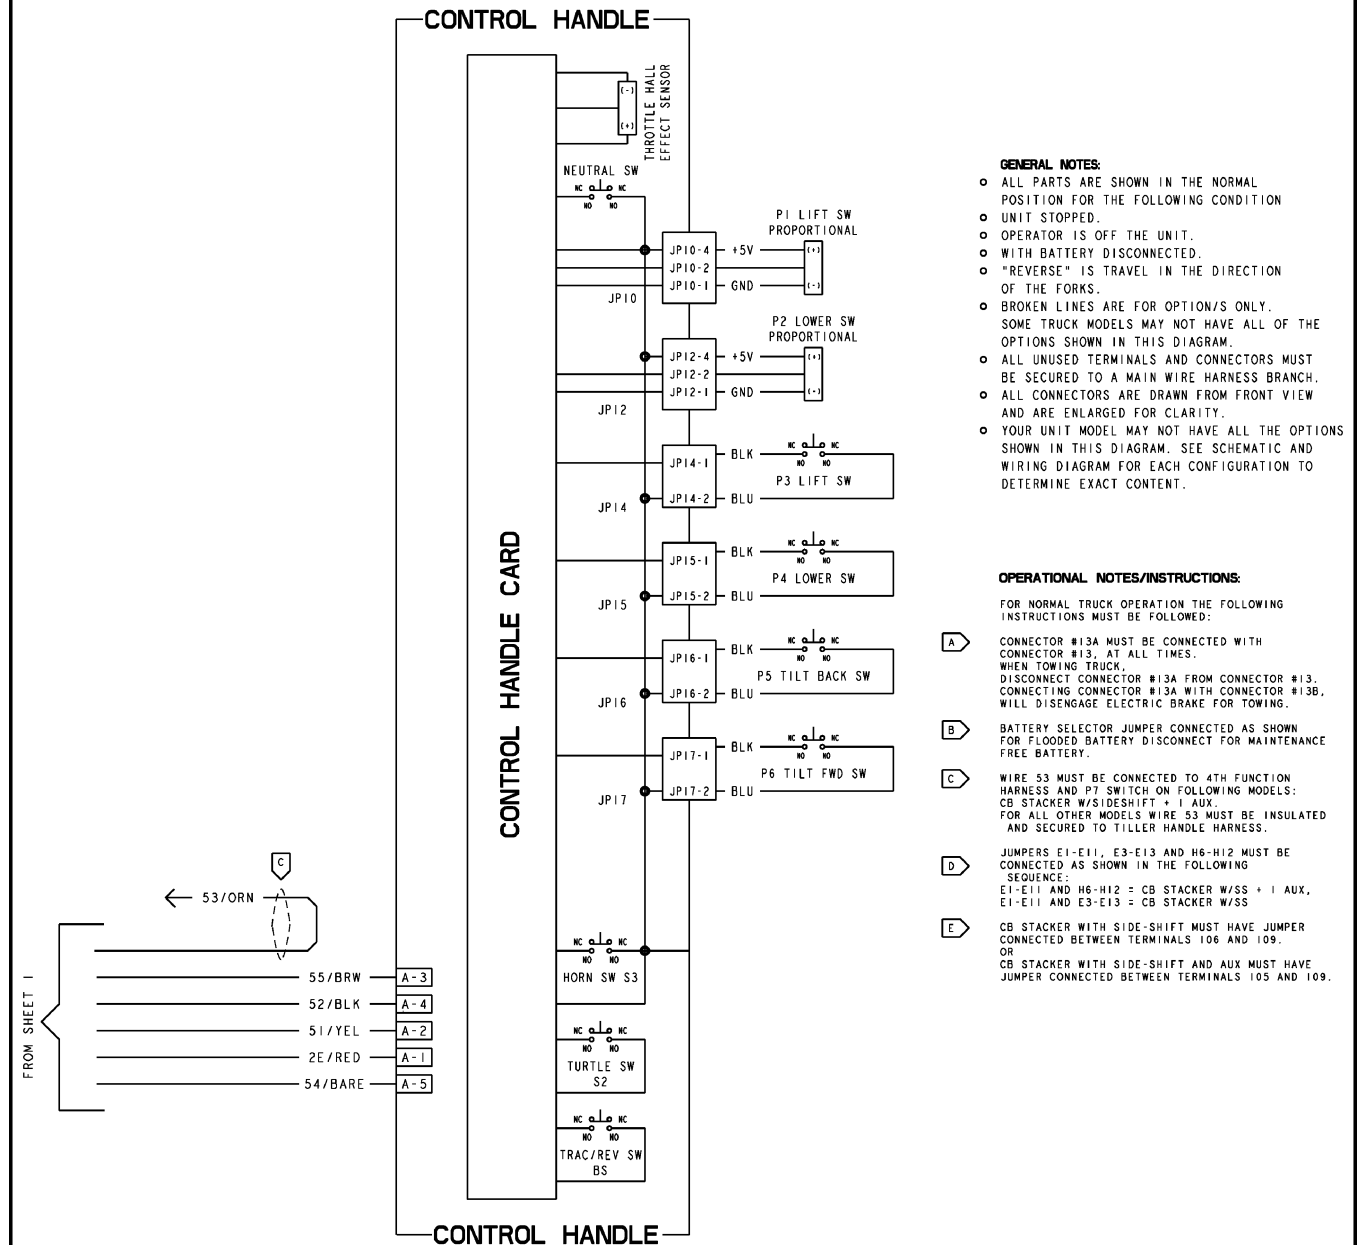 CONTROL HANDLE
THROTTLE HALL
EFFECT SENSOR
(-)
(+)
NEUTRAL SW
NC NC
NO NO
P1 LIFT SW
PROPORTIONAL
JP10-4 +5V (+)
JP10-2
JP10-1 GND (-)
JP10
P2 LOWER SW
PROPORTIONAL
JP12-4 +5V (+)
JP12-2
JP12-1 GND (-)
JP12
NC NC
JP14-1 BLK
NO NO
P3 LIFT SW
JP14-2 BLU
JP14
NC NC
JP15-1 BLK
NO NO
P4 LOWER SW
JP15-2 BLU
JP15
NC NC
JP16-1 BLK
NO NO
P5 TILT BACK SW
JP16-2 BLU
JP16
NC NC
JP17-1 BLK
NO NO
P6 TILT FWD SW
JP17-2 BLU
JP17
CONTROL HANDLE CARD
C
53/ORN
FROM SHEET 1
55/BRW A-3
52/BLK A-4
51/YEL A-2
2E/RED A-1
54/BARE A-5
NC NC
NO NO
HORN SW S3
NC NC
NO NO
TURTLE SW
S2
NC NC
NO NO
TRAC/REV SW
BS
CONTROL HANDLE
GENERAL NOTES:
o ALL PARTS ARE SHOWN IN THE NORMAL
POSITION FOR THE FOLLOWING CONDITION
o UNIT STOPPED.
o OPERATOR IS OFF THE UNIT.
o WITH BATTERY DISCONNECTED.
o "REVERSE" IS TRAVEL IN THE DIRECTION
OF THE FORKS.
o BROKEN LINES ARE FOR OPTION/S ONLY.
SOME TRUCK MODELS MAY NOT HAVE ALL OF THE
OPTIONS SHOWN IN THIS DIAGRAM.
o ALL UNUSED TERMINALS AND CONNECTORS MUST
BE SECURED TO A MAIN WIRE HARNESS BRANCH.
o ALL CONNECTORS ARE DRAWN FROM FRONT VIEW
AND ARE ENLARGED FOR CLARITY.
o YOUR UNIT MODEL MAY NOT HAVE ALL THE OPTIONS
SHOWN IN THIS DIAGRAM. SEE SCHEMATIC AND
WIRING DIAGRAM FOR EACH CONFIGURATION TO
DETERMINE EXACT CONTENT.
OPERATIONAL NOTES/INSTRUCTIONS:
FOR NORMAL TRUCK OPERATION THE FOLLOWING
INSTRUCTIONS MUST BE FOLLOWED:
A CONNECTOR #13A MUST BE CONNECTED WITH
CONNECTOR #13, AT ALL TIMES.
WHEN TOWING TRUCK,
DISCONNECT CONNECTOR #13A FROM CONNECTOR #13.
CONNECTING CONNECTOR #13A WITH CONNECTOR #13B,
WILL DISENGAGE ELECTRIC BRAKE FOR TOWING.
B BATTERY SELECTOR JUMPER CONNECTED AS SHOWN
FOR FLOODED BATTERY DISCONNECT FOR MAINTENANCE
FREE BATTERY.
C WIRE 53 MUST BE CONNECTED TO 4TH FUNCTION
HARNESS AND P7 SWITCH ON FOLLOWING MODELS:
CB STACKER W/SIDESHIFT + 1 AUX.
FOR ALL OTHER MODELS WIRE 53 MUST BE INSULATED
AND SECURED TO TILLER HANDLE HARNESS.
D JUMPERS E1-E11, E3-E13 AND H6-H12 MUST BE
CONNECTED AS SHOWN IN THE FOLLOWING
SEQUENCE:
E1-E11 AND H6-H12 = CB STACKER W/SS + 1 AUX,
E1-E11 AND E3-E13 = CB STACKER W/SS
E CB STACKER WITH SIDE-SHIFT MUST HAVE JUMPER
CONNECTED BETWEEN TERMINALS 106 AND 109.
OR
CB STACKER WITH SIDE-SHIFT AND AUX MUST HAVE
JUMPER CONNECTED BETWEEN TERMINALS 105 AND 109.